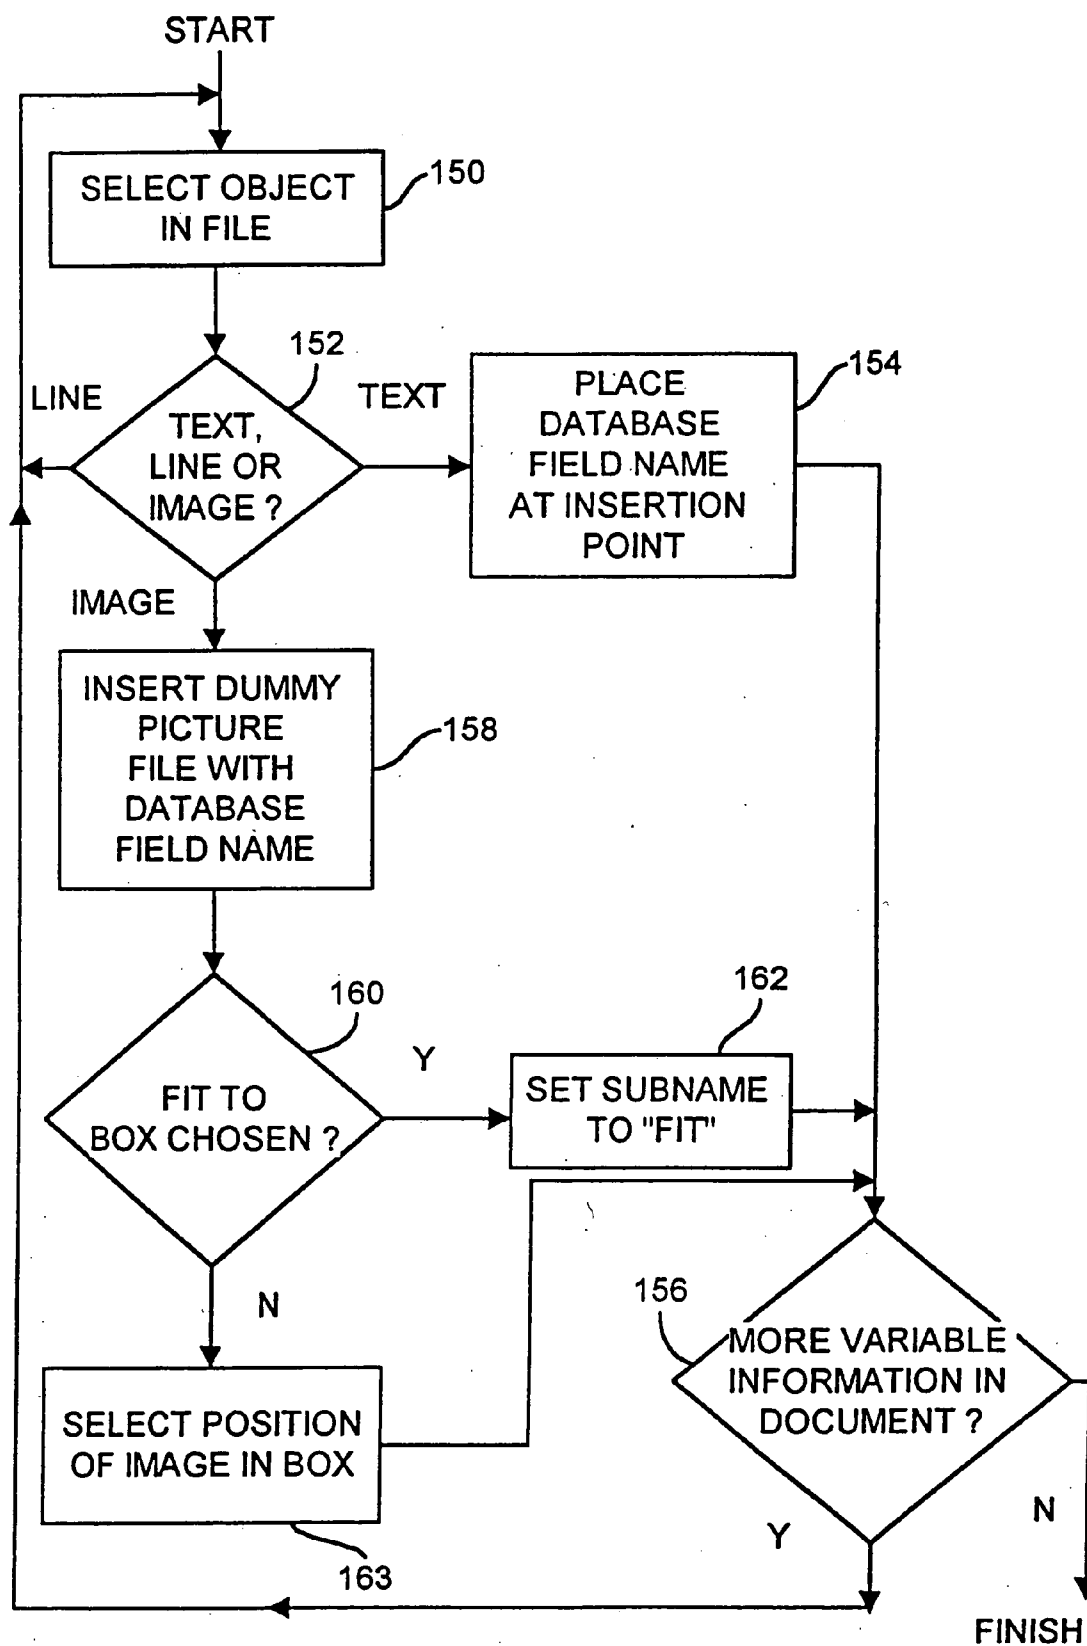 START
SELECT OBJECT
IN FILE
150
152
LINE
TEXT
TEXT,
LINE OR
IMAGE ?
PLACE
DATABASE
FIELD NAME
AT INSERTION
POINT
154
IMAGE
INSERT DUMMY
PICTURE
FILE WITH
DATABASE
FIELD NAME
158
160
FIT TO
BOX CHOSEN ?
Y
162
SET SUBNAME
TO "FIT"
N
SELECT POSITION
OF IMAGE IN BOX
163
156
MORE VARIABLE
INFORMATION IN
DOCUMENT ?
Y
N
FINISH